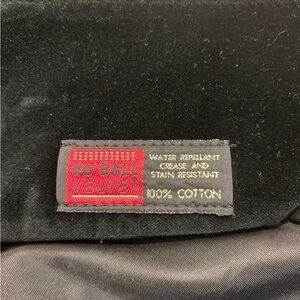 BALL
VELVET
WATER REPELLANT
CREASE AND
STAIN RESISTANT
100% COTTON